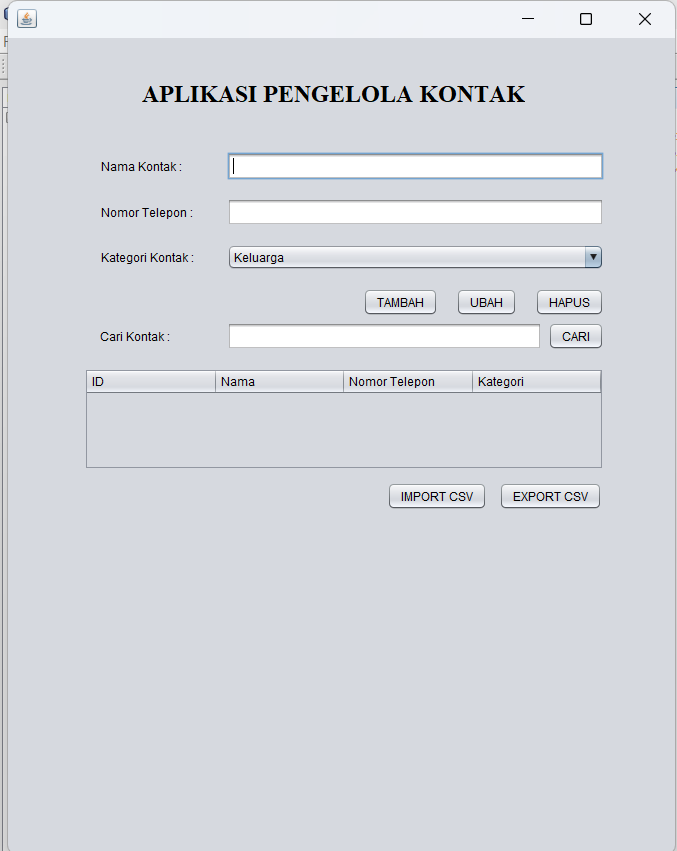 APLIKASI PENGELOLA KONTAK
Nama Kontak :
Nomor Telepon :
Kategori Kontak : Keluarga
TAMBAH UBAH HAPUS
Cari Kontak : CARI
ID Nama Nomor Telepon Kategori
IMPORT CSV EXPORT CSV